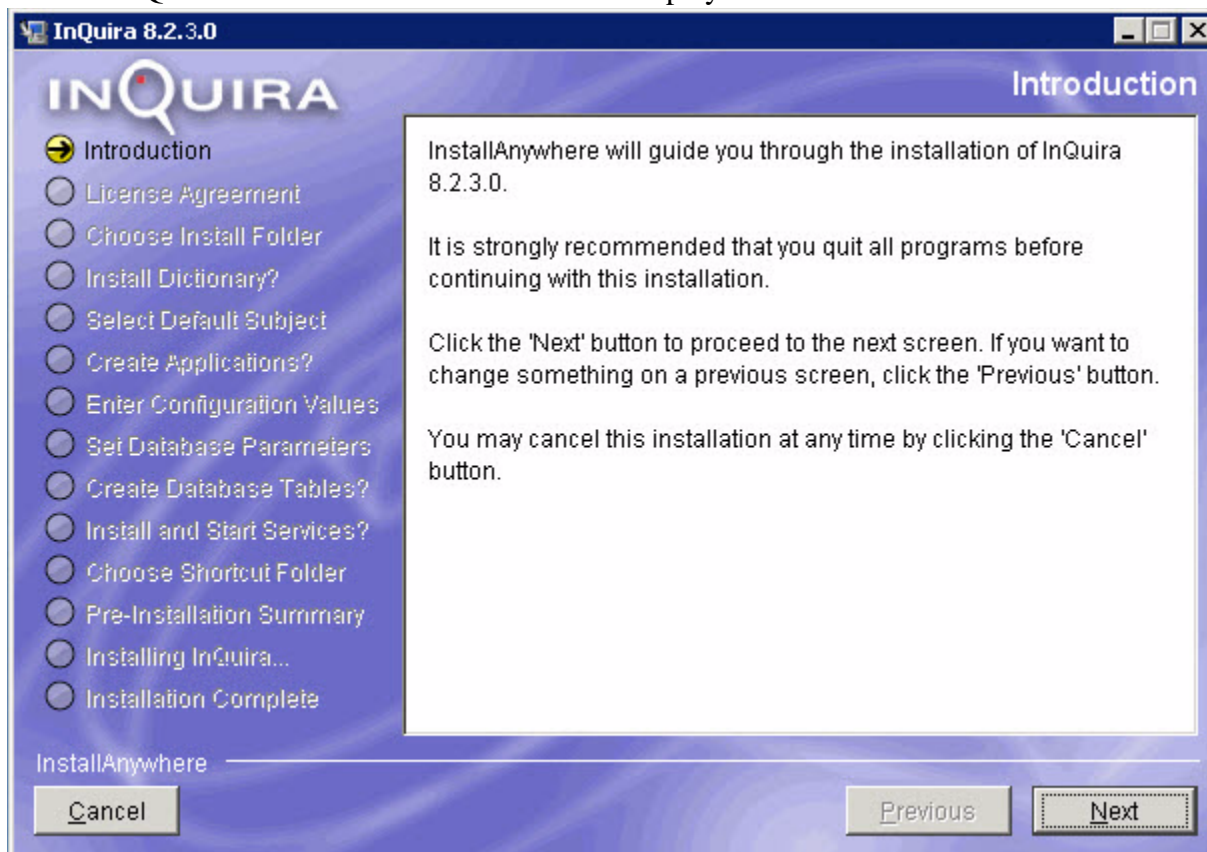 InQuira 8.2.3.0
INQUIRA
Introduction
Introduction
License Agreement
Choose Install Folder
Install Dictionary?
Select Default Subject
Create Applications?
Enter Configuration Values
Set Database Parameters
Create Database Tables?
Install and Start Services?
Choose Shortcut Folder
Pre-Installation Summary
Installing InQuira...
Installation Complete
InstallAnywhere will guide you through the installation of InQuira
8.2.3.0.
It is strongly recommended that you quit all programs before
continuing with this installation.
Click the 'Next' button to proceed to the next screen. If you want to
change something on a previous screen, click the 'Previous' button.
You may cancel this installation at any time by clicking the 'Cancel'
button.
InstallAnywhere
Cancel
Previous
Next